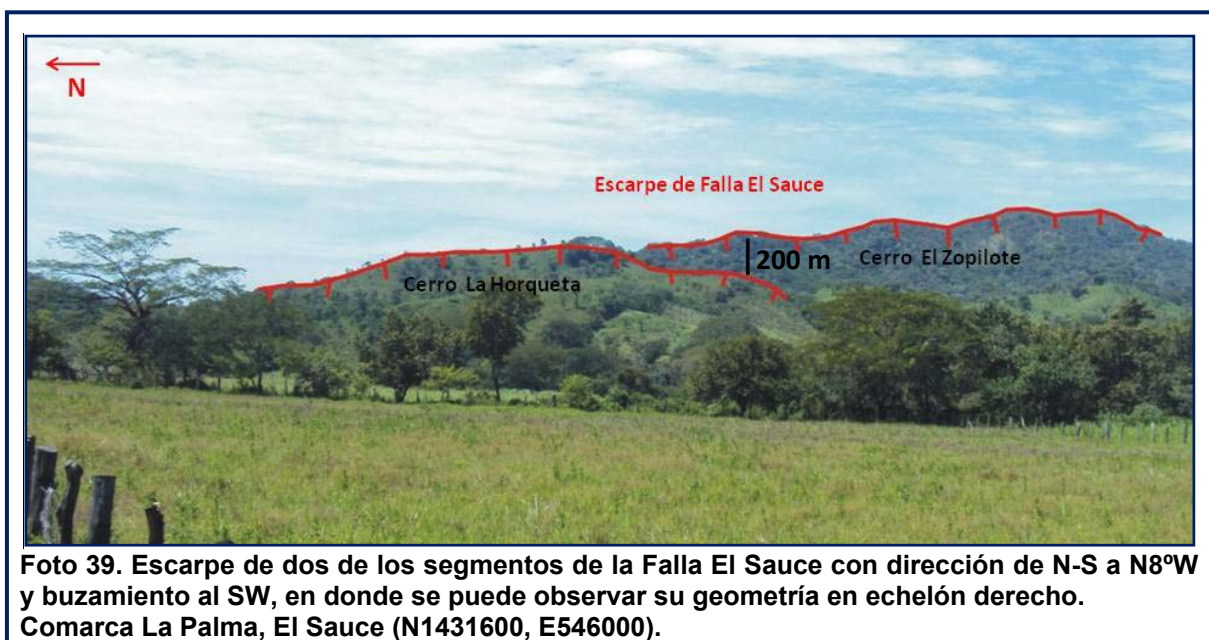 N
Escarpe de Falla El Sauce
200 m
Cerro El Zopilote
Cerro La Horqueta
Foto 39. Escarpe de dos de los segmentos de la Falla El Sauce con dirección de N-S a N8ºW
y buzamiento al SW, en donde se puede observar su geometría en echelón derecho.
Comarca La Palma, El Sauce (N1431600, E546000).